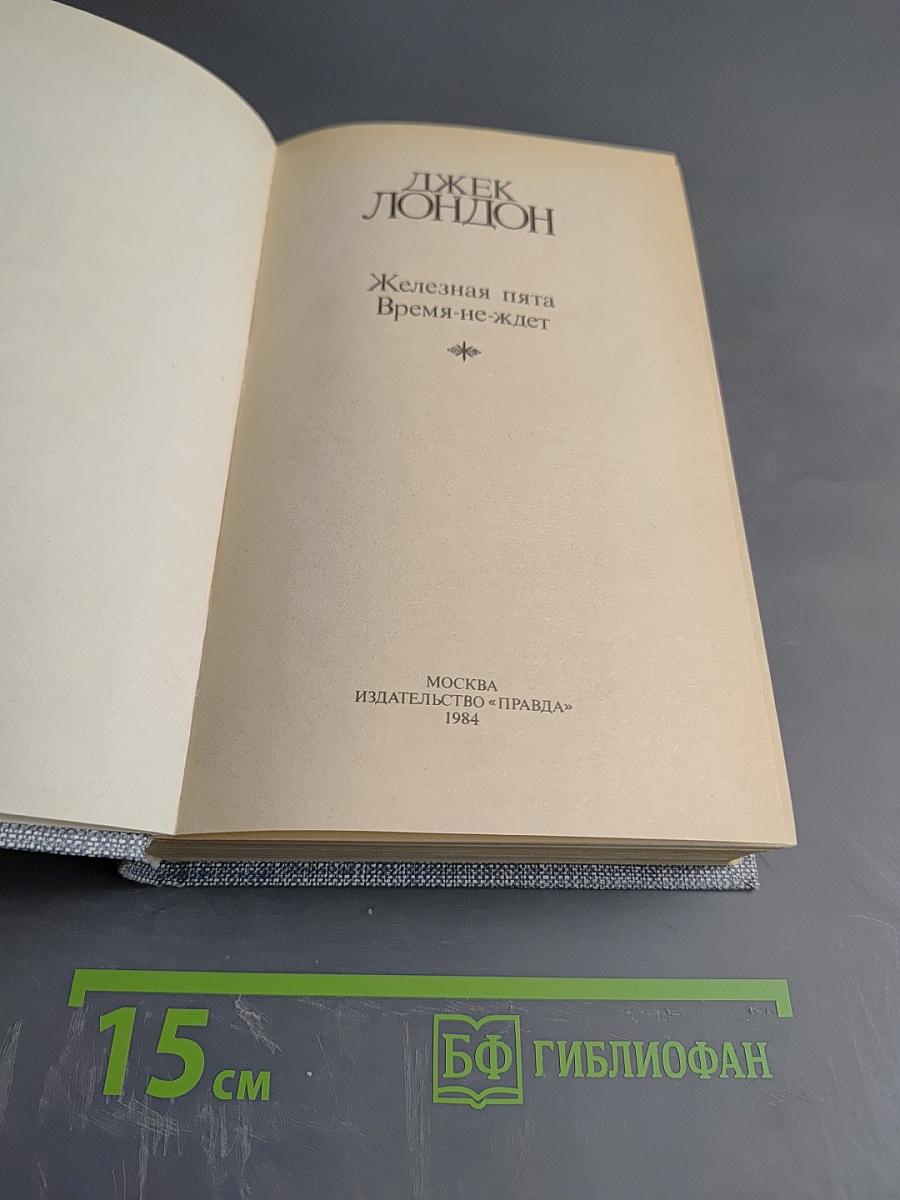 ДЖЕК
ЛОНДОН
Железная пята
Время-не-ждет
МОСКВА
ИЗДАТЕЛЬСТВО «ПРАВДА»
1984
15 см
БФ ГИБЛИОФАН